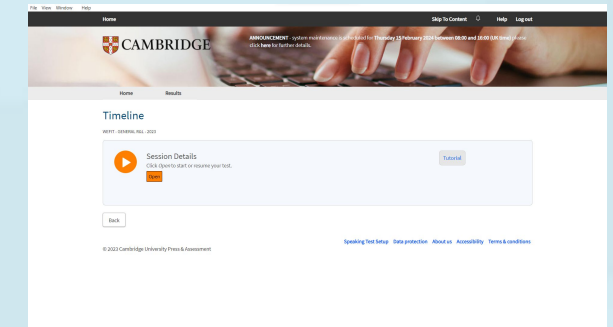 File View Window Help
Home Skip To Content Help Log out
CAMBRIDGE
ANNOUNCEMENT - system maintenance is scheduled for Thursday 15 February 2024 between 08:00 and 16:00 (UK time) please
click here for further details.
Home Results
Timeline
2023
Session Details
Click Open to start or resume your test.
Open
Tutorial
Back
Speaking Test Setup Data protection About us Accessibility Terms & conditions
© 2023 Cambridge University Press & Assessment